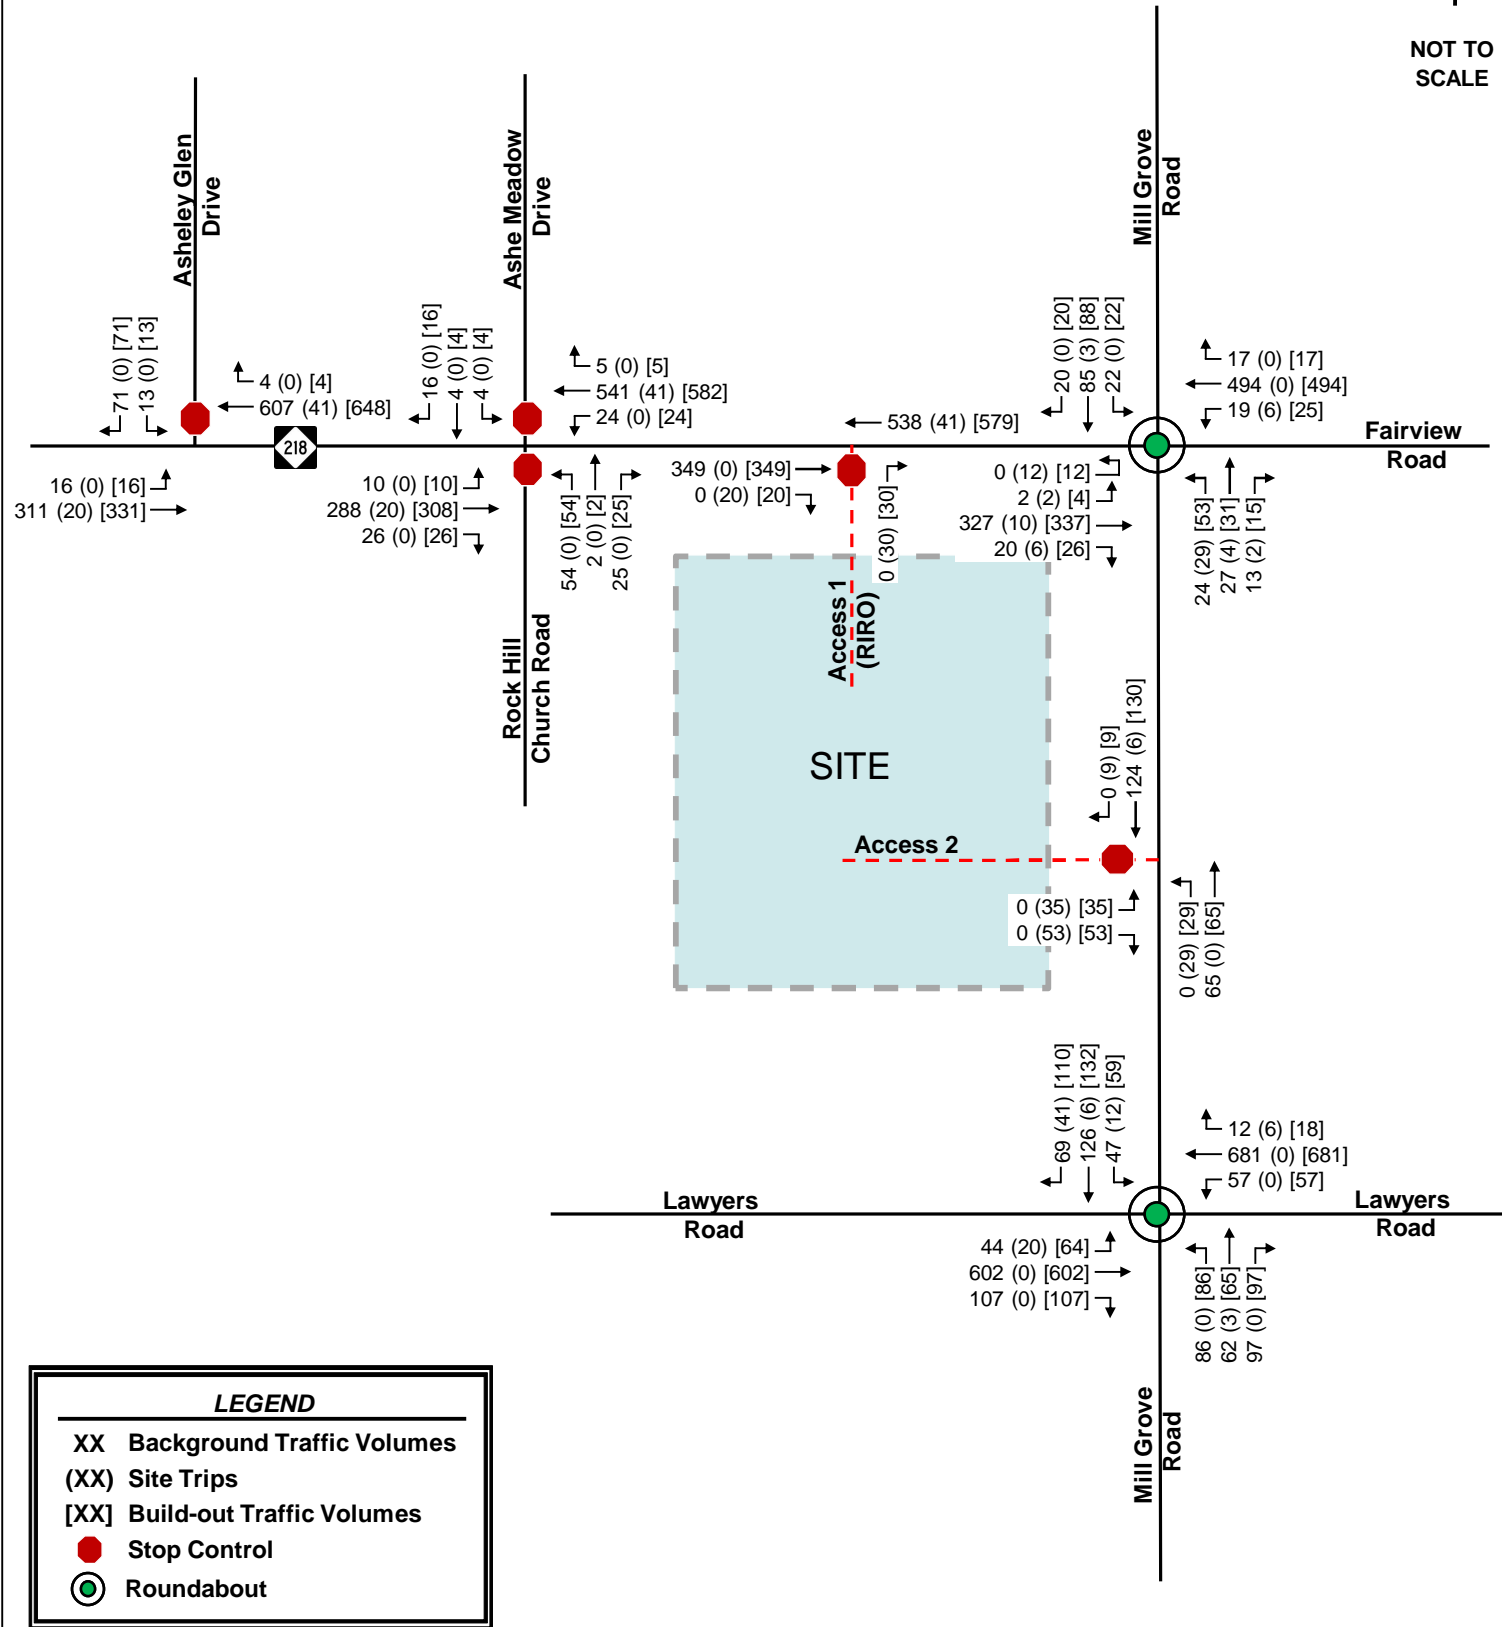 NOT TO
SCALE
Asheley Glen
Drive
Ashe Meadow
Drive
Mill Grove
Road
71 (0) [71]
13 (0) [13]
4 (0) [4]
607 (41) [648]
16 (0) [16]
4 (0) [4]
4 (0) [4]
5 (0) [5]
541 (41) [582]
24 (0) [24]
538 (41) [579]
20 (0) [20]
85 (3) [88]
22 (0) [22]
17 (0) [17]
494 (0) [494]
19 (6) [25]
Fairview
Road
218
16 (0) [16]
311 (20) [331]
10 (0) [10]
288 (20) [308]
26 (0) [26]
54 (0) [54]
2 (0) [2]
25 (0) [25]
349 (0) [349]
0 (20) [20]
0 (30) [30]
0 (12) [12]
2 (2) [4]
327 (10) [337]
20 (6) [26]
24 (29) [53]
27 (4) [31]
13 (2) [15]
Access 1
(RIRO)
Rock Hill
Church Road
SITE
0 (9) [9]
124 (6) [130]
Access 2
0 (35) [35]
0 (53) [53]
0 (29) [29]
65 (0) [65]
69 (41) [110]
126 (6) [132]
47 (12) [59]
12 (6) [18]
681 (0) [681]
57 (0) [57]
Lawyers
Road
Lawyers
Road
44 (20) [64]
602 (0) [602]
107 (0) [107]
86 (0) [86]
62 (3) [65]
97 (0) [97]
Mill Grove
Road
LEGEND
XX Background Traffic Volumes
(XX) Site Trips
[XX] Build-out Traffic Volumes
Stop Control
Roundabout